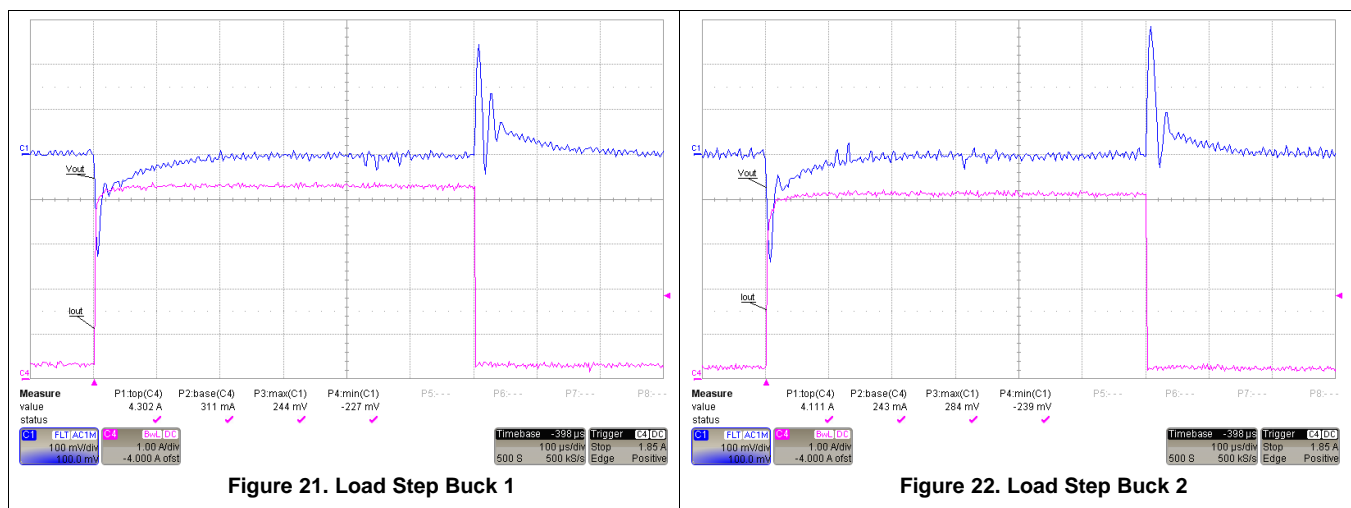 C1
Vout
Iout
C4
Measure P1:top(C4) P2:base(C4) P3:max(C1) P4:min(C1) P5:--- P6:--- P7:--- P8:---
value 4.302 A 311 mA 244 mV -227 mV
status ✓ ✓ ✓ ✓
C1 FLT AC1M
100 mV/div
100.0 mV
C4 BwL DC
1.00 A/div
-4.000 A ofst
Timebase -398 µs
100 µs/div
500 S 500 kS/s
Trigger C4 DC
Stop 1.85 A
Edge Positive
Figure 21. Load Step Buck 1
C1
Vout
Iout
C4
Measure P1:top(C4) P2:base(C4) P3:max(C1) P4:min(C1) P5:--- P6:--- P7:--- P8:---
value 4.111 A 243 mA 284 mV -239 mV
status ✓ ✓ ✓ ✓
C1 FLT AC1M
100 mV/div
100.0 mV
C4 BwL DC
1.00 A/div
-4.000 A ofst
Timebase -398 µs
100 µs/div
500 S 500 kS/s
Trigger C4 DC
Stop 1.85 A
Edge Positive
Figure 22. Load Step Buck 2